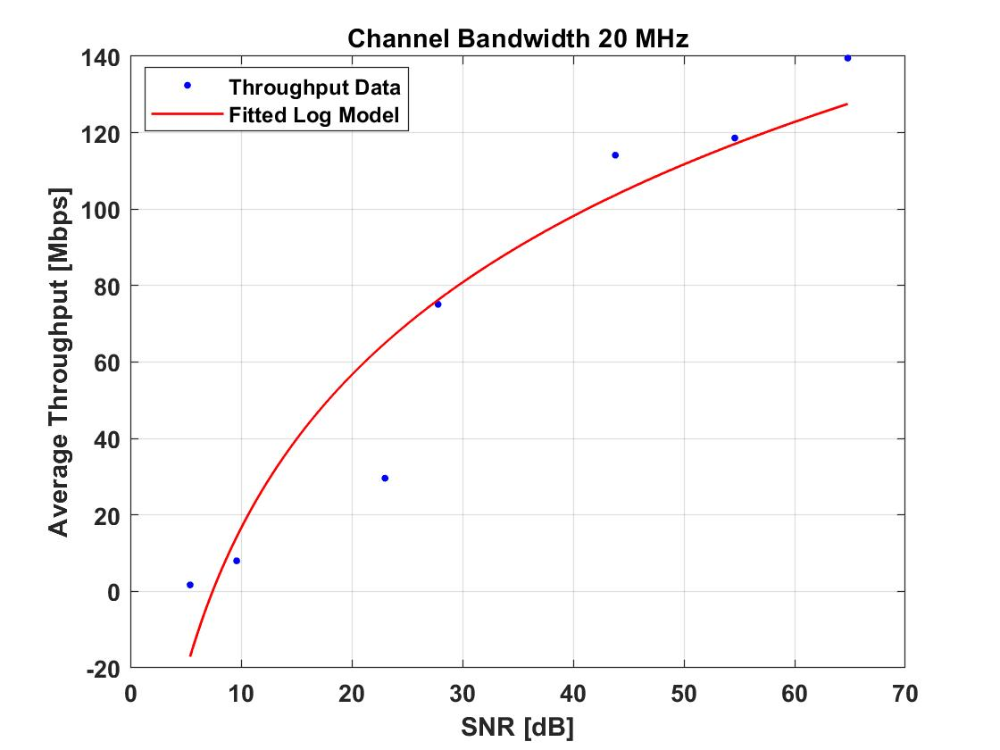 Channel Bandwidth 20 MHz
Throughput Data
Fitted Log Model
140
120
100
80
60
40
20
0
-20
Average Throughput [Mbps]
0 10 20 30 40 50 60 70
SNR [dB]